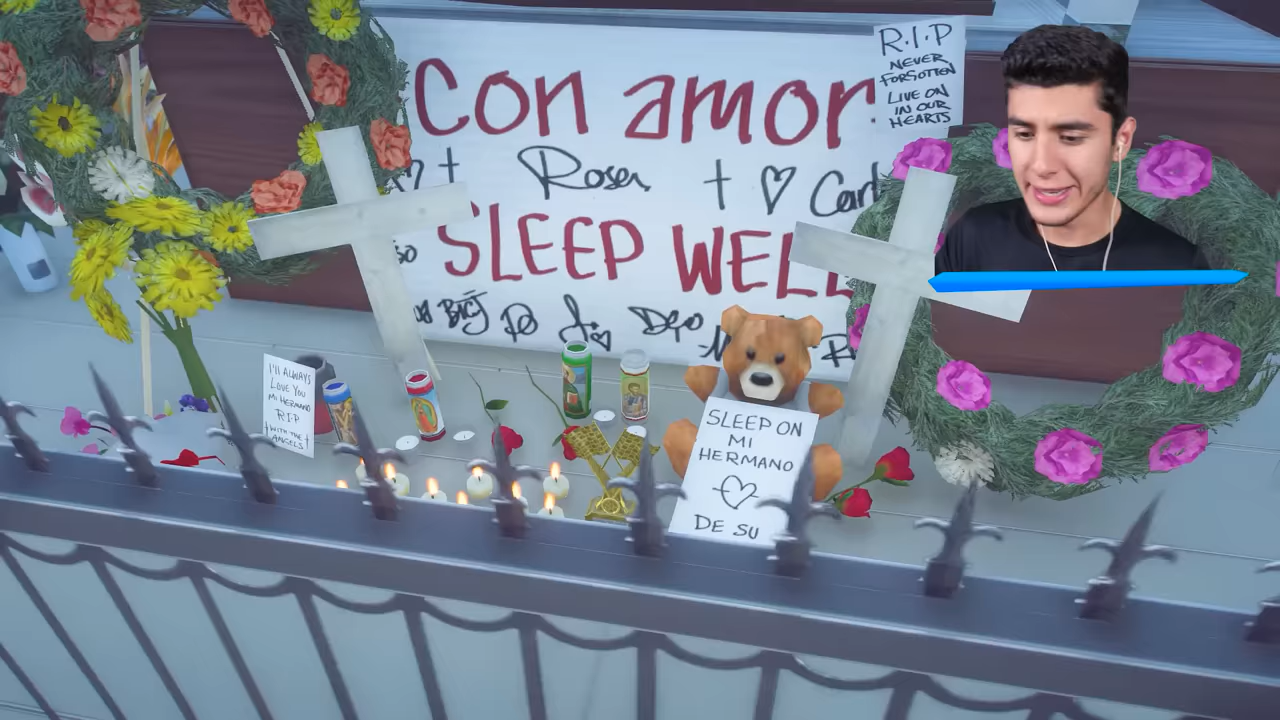 Con amor
R.I.P
NEVER
FORGOTTEN
LIVE ON
IN OUR
HEARTS
Rosa
SLEEP WELL
I'LL ALWAYS
LOVE YOU
MI HERMANO
RIP
WITH THE
ANGELS
SLEEP ON
MI
HERMANO
DE SU